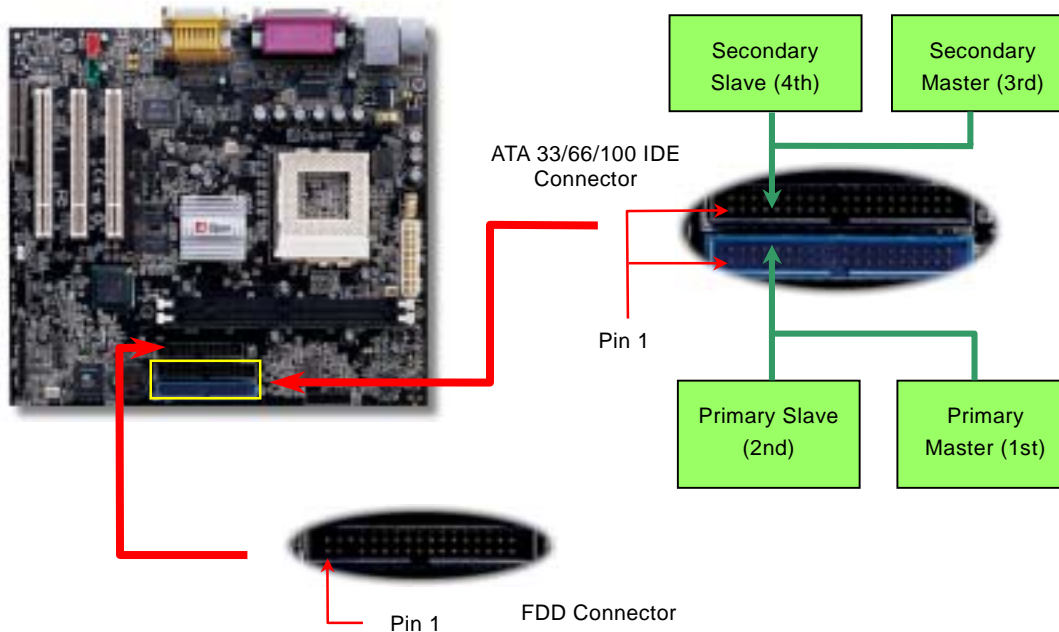 Secondary
Slave (4th)
Secondary
Master (3rd)
ATA 33/66/100 IDE
Connector
Pin 1
Primary Slave
(2nd)
Primary
Master (1st)
Pin 1
FDD Connector